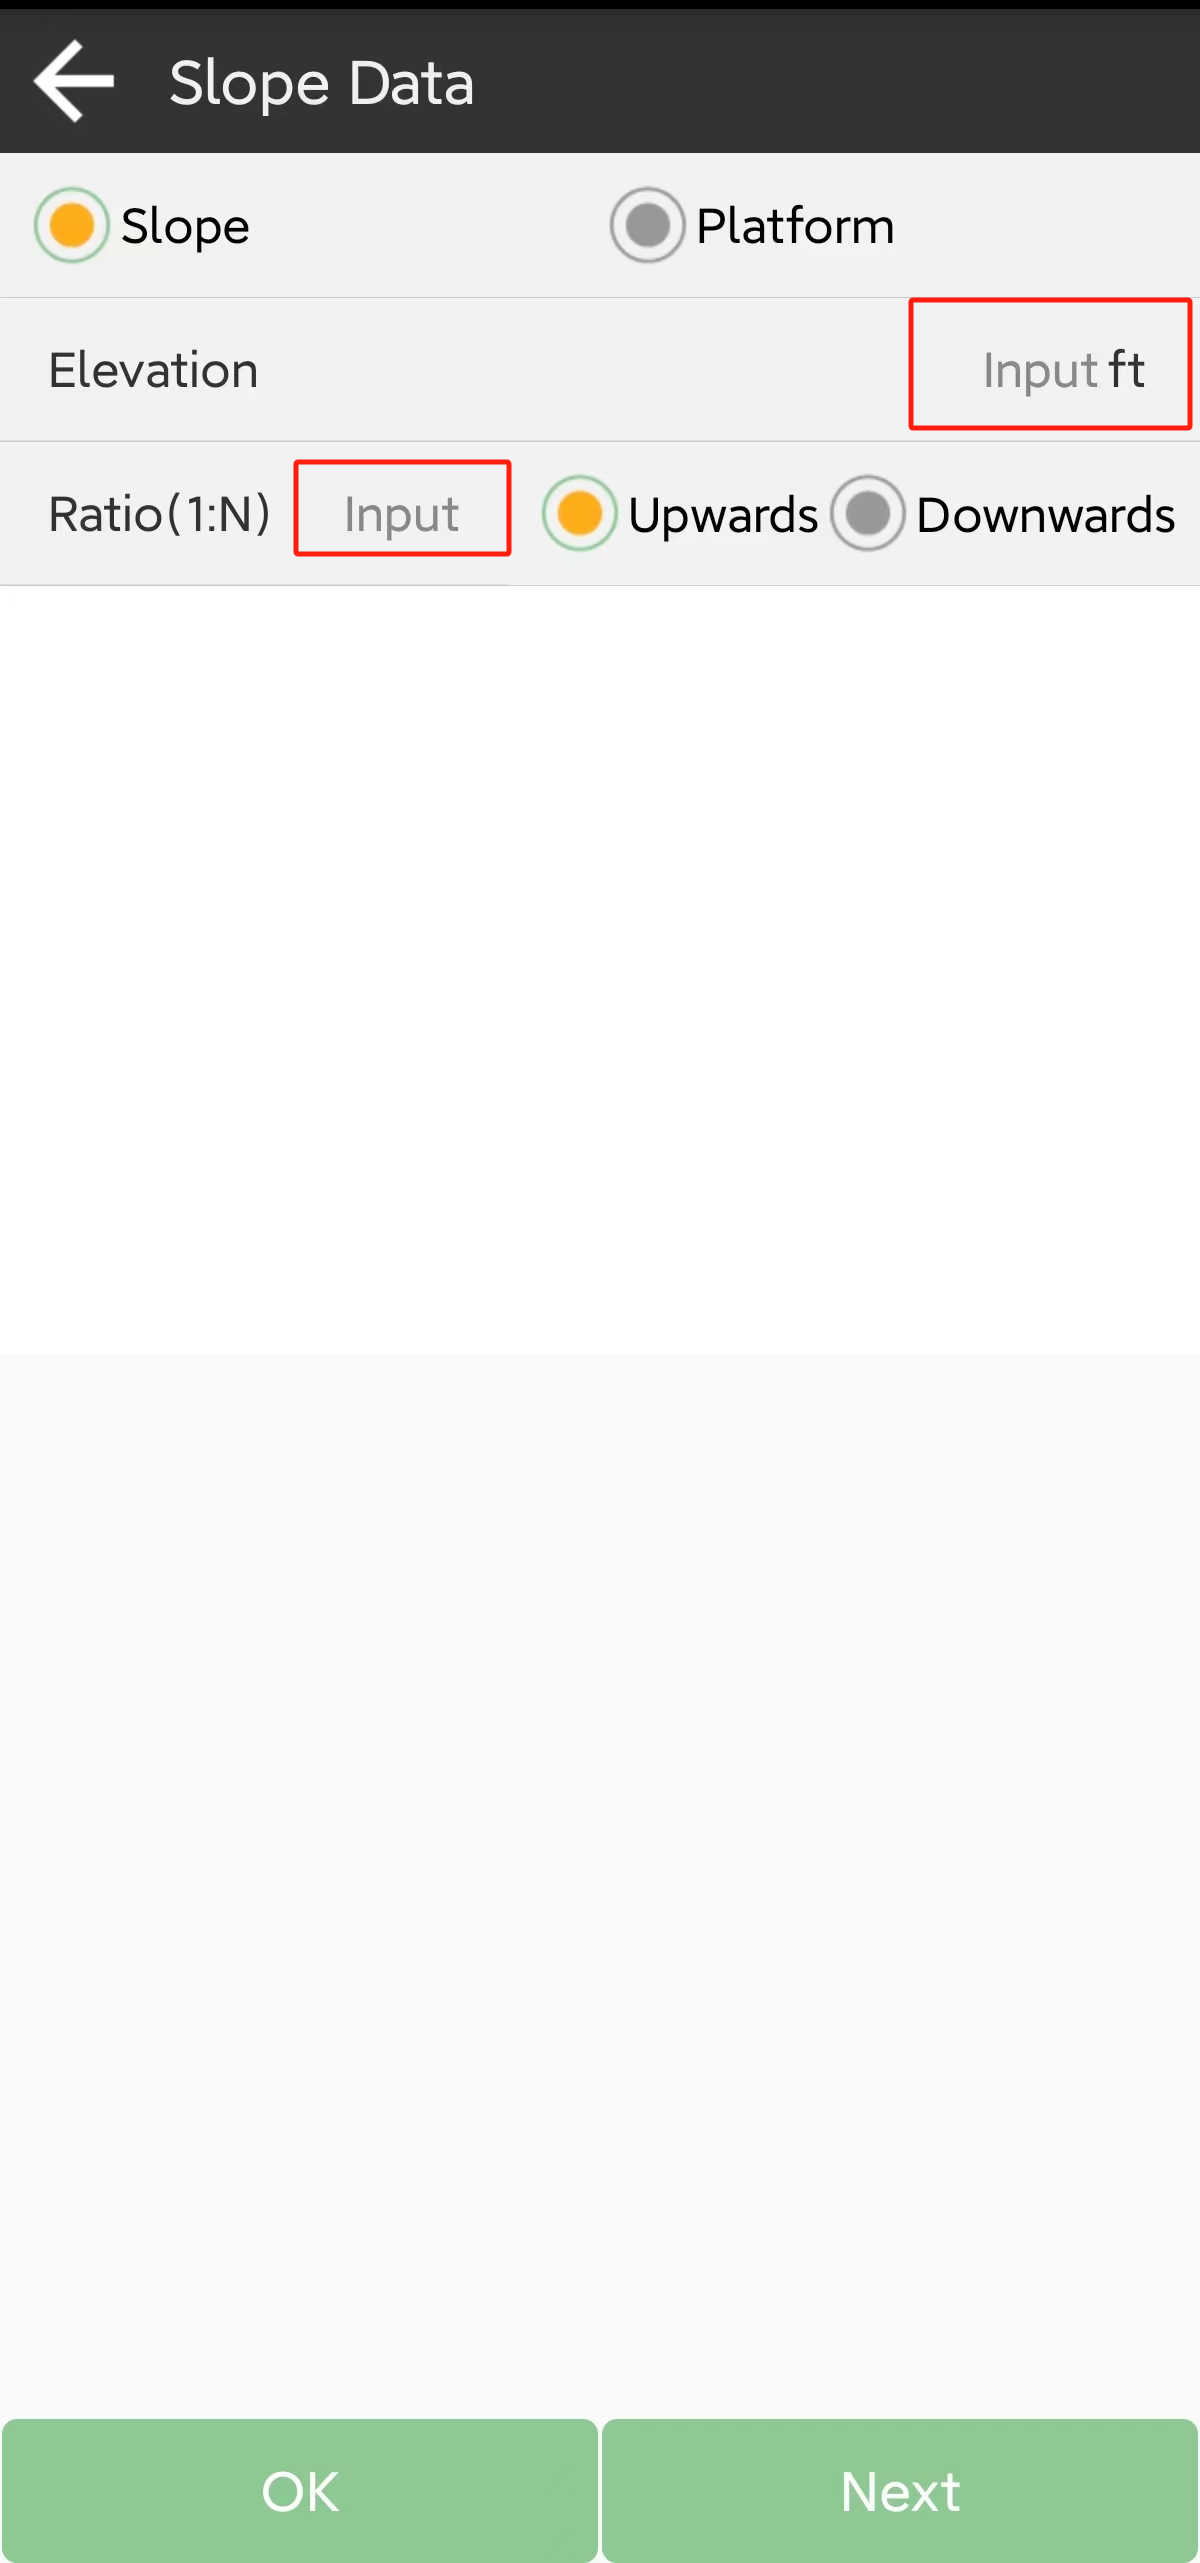 Slope Data
Slope Platform
Elevation Input ft
Ratio(1:N) Input Upwards Downwards
OK Next